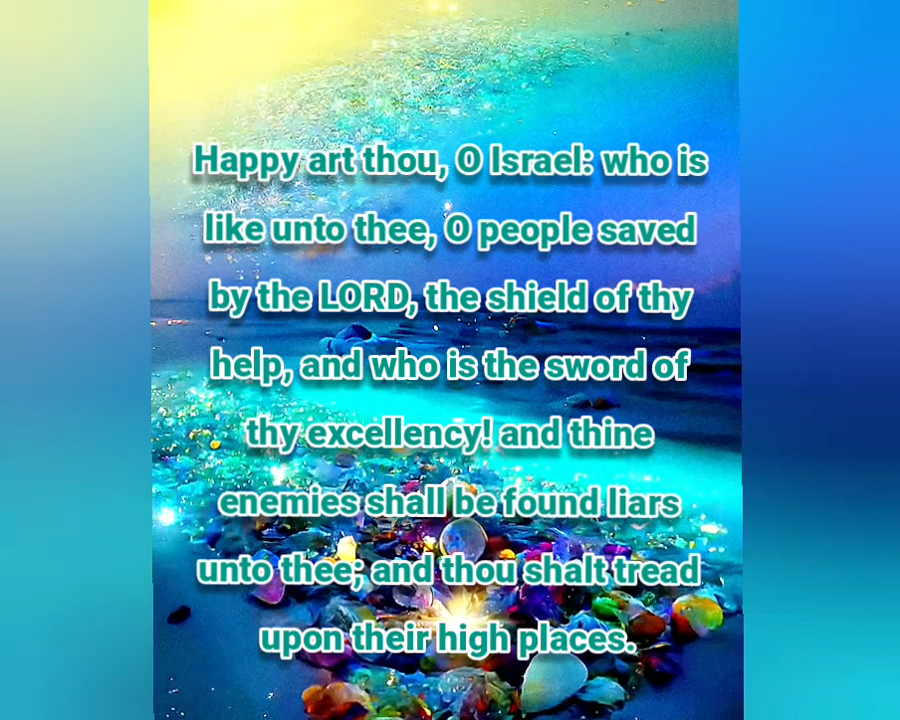 Happy art thou, O Israel: who is
like unto thee, O people saved
by the LORD, the shield of thy
help, and who is the sword of
thy excellency! and thine
enemies shall be found liars
unto thee; and thou shalt tread
upon their high places.